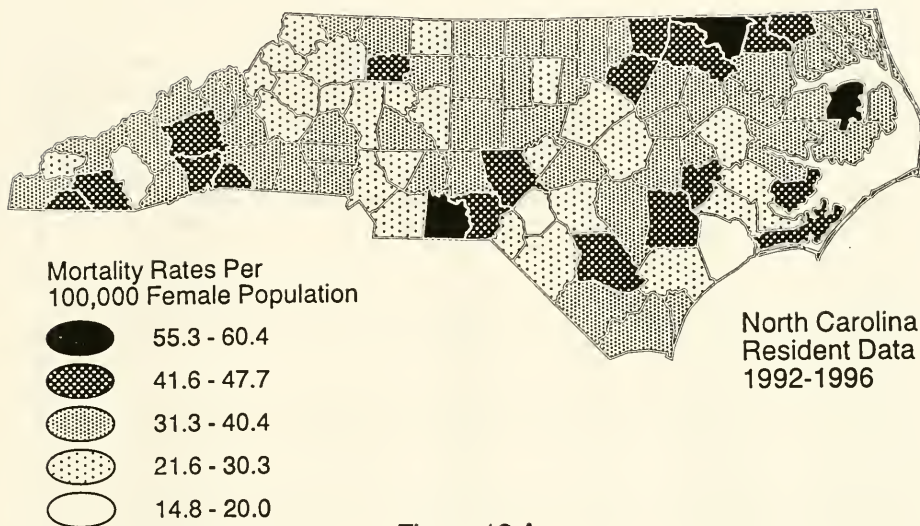 Mortality Rates Per
100,000 Female Population
55.3 - 60.4
41.6 - 47.7
31.3 - 40.4
21.6 - 30.3
14.8 - 20.0
North Carolina
Resident Data
1992-1996